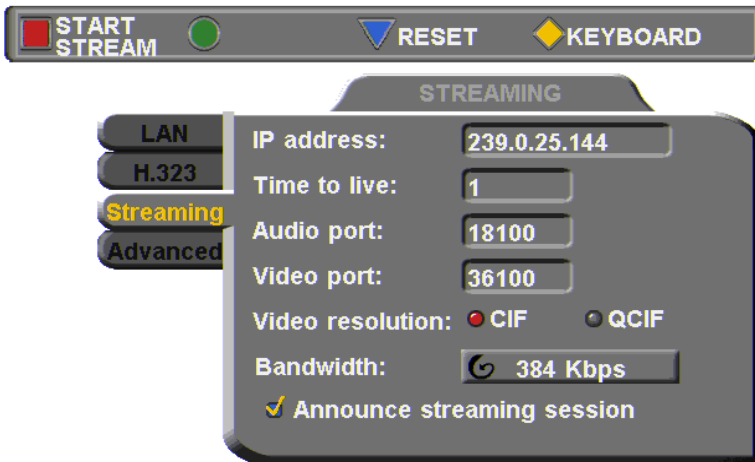 START
STREAM
RESET
KEYBOARD
STREAMING
LAN
H.323
Streaming
Advanced
IP address: 239.0.25.144
Time to live: 1
Audio port: 18100
Video port: 36100
Video resolution: CIF QCIF
Bandwidth: 384 Kbps
Announce streaming session